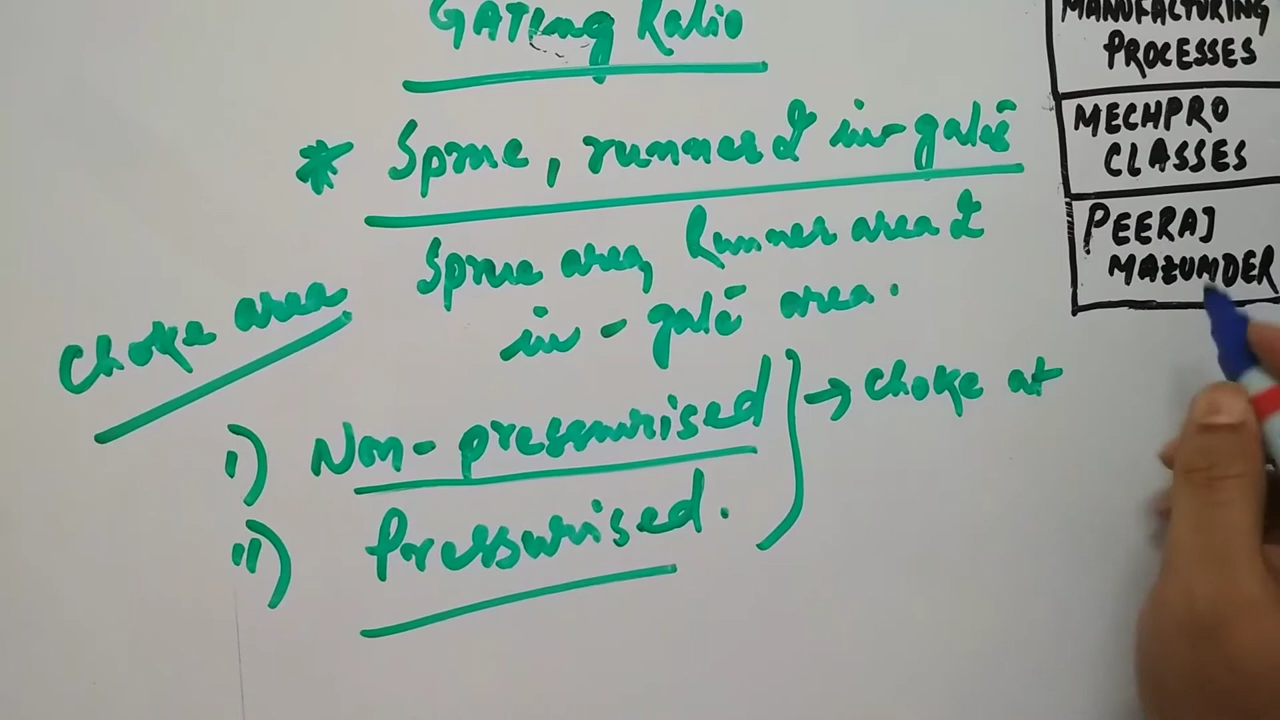 GATing Ratio
* Sprue, runner & in-gate
Sprue area, Runner area &
in-gate area.
Choke area
i) Non-pressurised
ii) Pressurised.
→ Choke at
MANUFACTURING
PROCESSES
MECHPRO
CLASSES
PEERAJ
MAZUMDER